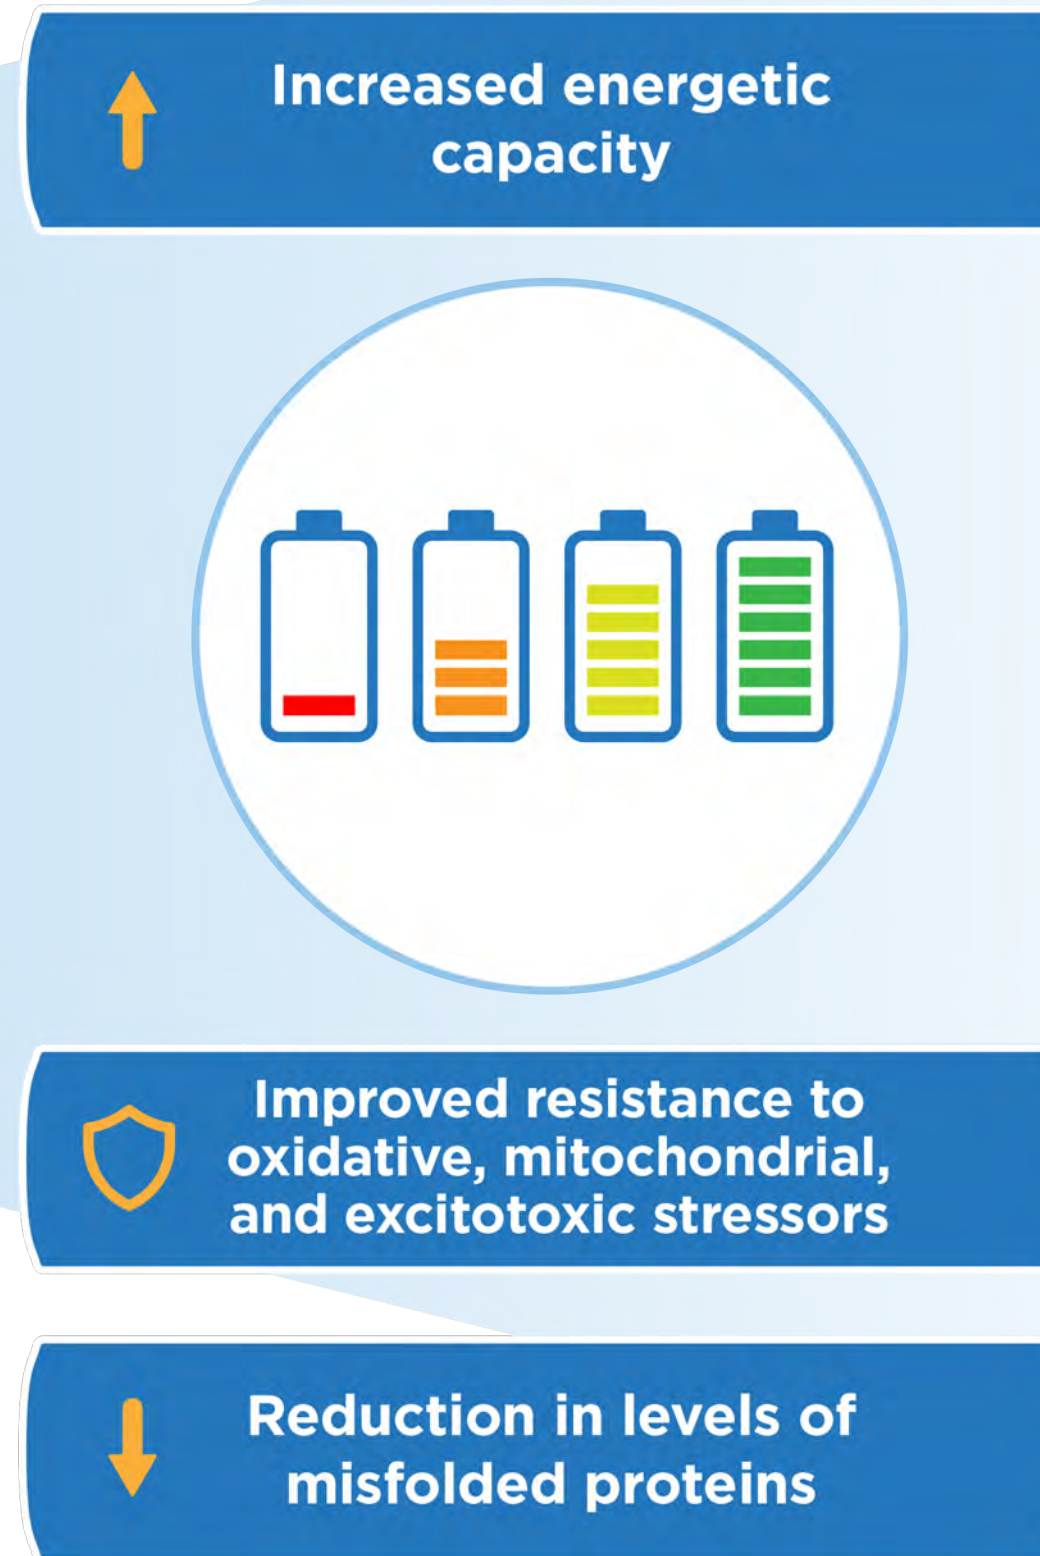 Increased energetic
capacity
Improved resistance to
oxidative, mitochondrial,
and excitotoxic stressors
Reduction in levels of
misfolded proteins